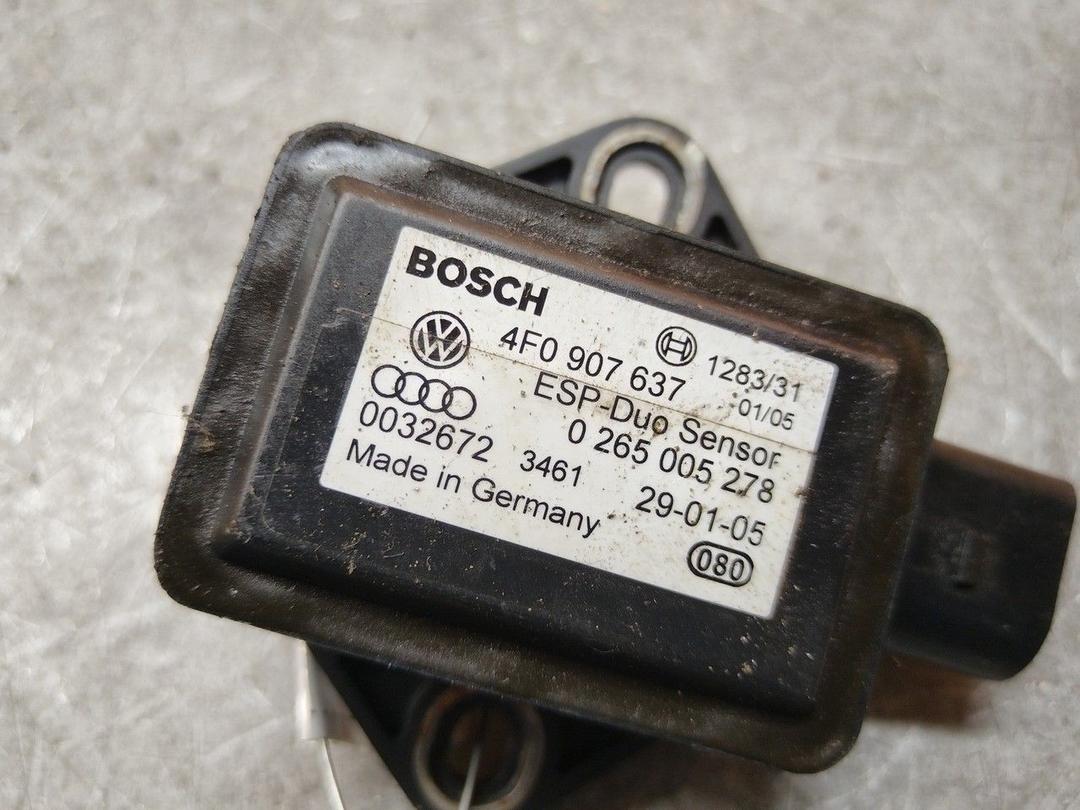 BOSCH
4F0 907 637 1283/31
ESP-Duo Sensor 01/05
0 265 005 278
0032672 3461 29-01-05
Made in Germany 080